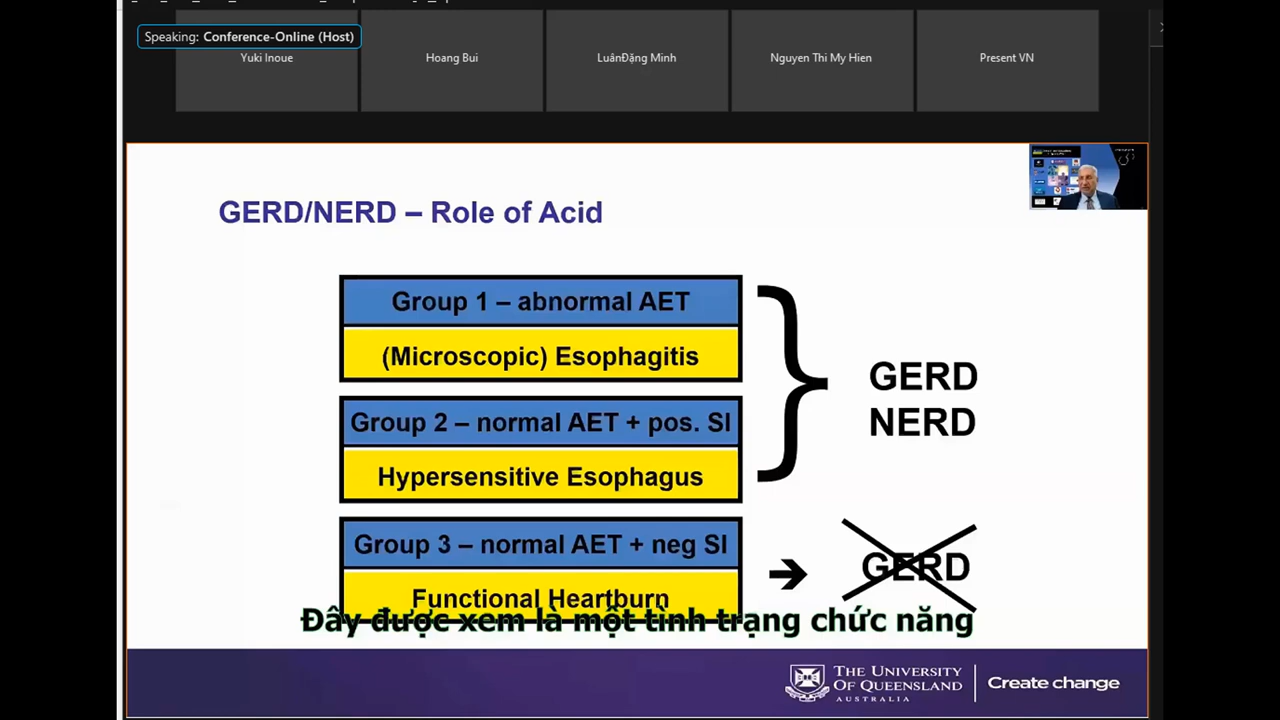 Speaking: Conference-Online (Host)
Yuki Inoue
Hoang Bui
LuânĐặng Minh
Nguyen Thi My Hien
Present VN
GERD/NERD – Role of Acid
Group 1 – abnormal AET
(Microscopic) Esophagitis
Group 2 – normal AET + pos. SI
Hypersensitive Esophagus
GERD
NERD
Group 3 – normal AET + neg SI
Functional Heartburn
GERD
Đây được xem là một tình trạng chức năng
THE UNIVERSITY
OF QUEENSLAND
AUSTRALIA
Create change